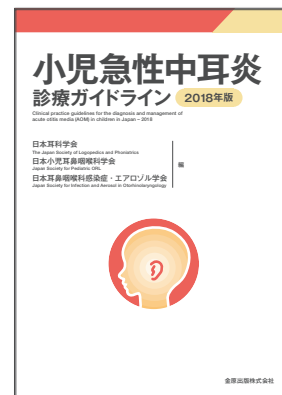 小児急性中耳炎
診療ガイドライン 2018年版
Clinical practice guidelines for the diagnosis and management of
acute otitis media (AOM) in children in Japan – 2018
日本耳科学会
The Japan Society of Logopedics and Phoniatrics
日本小児耳鼻咽喉科学会
Japan Society for Pediatric ORL
日本耳鼻咽喉科感染症・エアロゾル学会
Japan Society for Infection and Aerosol in Otorhinolaryngology
編
金原出版株式会社